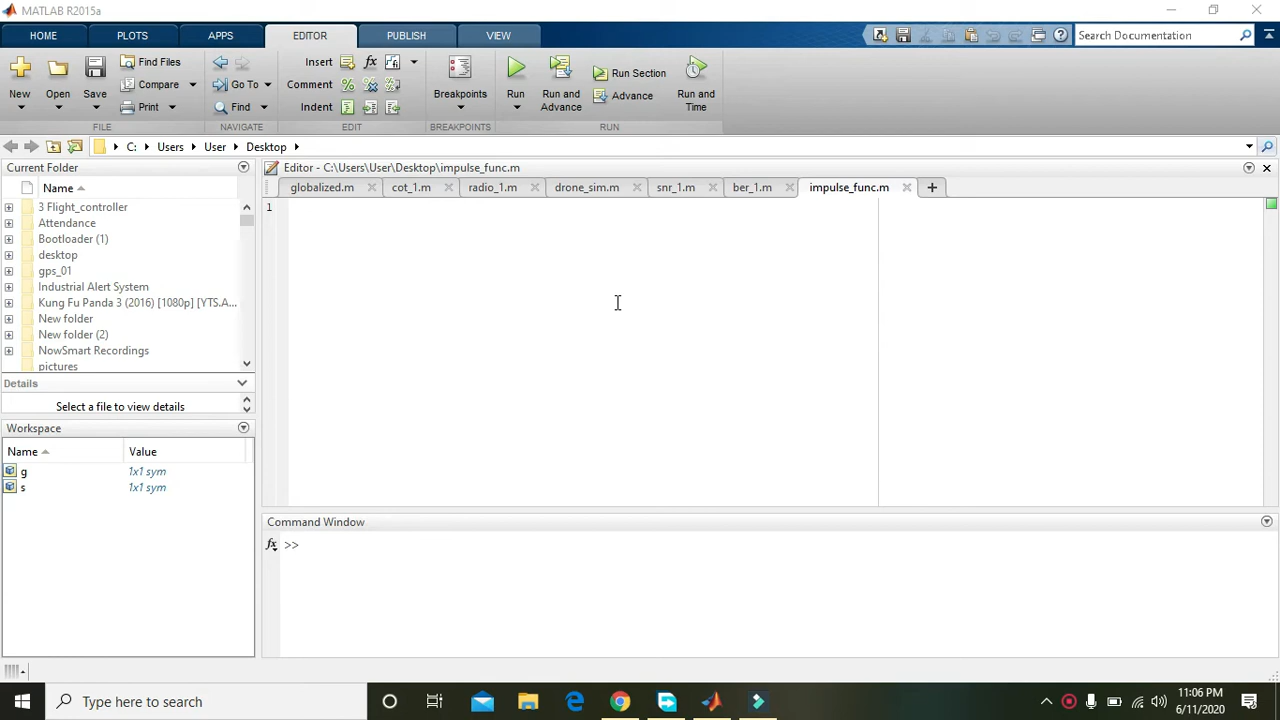 MATLAB R2015a
HOME PLOTS APPS EDITOR PUBLISH VIEW
Search Documentation
New Open Save
Find Files
Compare
Print
FILE
Go To
Find
NAVIGATE
Insert fx
Comment
Indent
EDIT
Breakpoints
BREAKPOINTS
Run
Run and Advance
Run Section
Advance
Run and Time
RUN
C: Users User Desktop
Current Folder
Name
3 Flight_controller
Attendance
Bootloader (1)
desktop
gps_01
Industrial Alert System
Kung Fu Panda 3 (2016) [1080p] [YTS.A...
New folder
New folder (2)
NowSmart Recordings
pictures
Details
Select a file to view details
Workspace
Name Value
g 1x1 sym
s 1x1 sym
Editor - C:\Users\User\Desktop\impulse_func.m
globalized.m cot_1.m radio_1.m drone_sim.m snr_1.m ber_1.m impulse_func.m
1
Command Window
fx >>
Type here to search
11:06 PM
6/11/2020